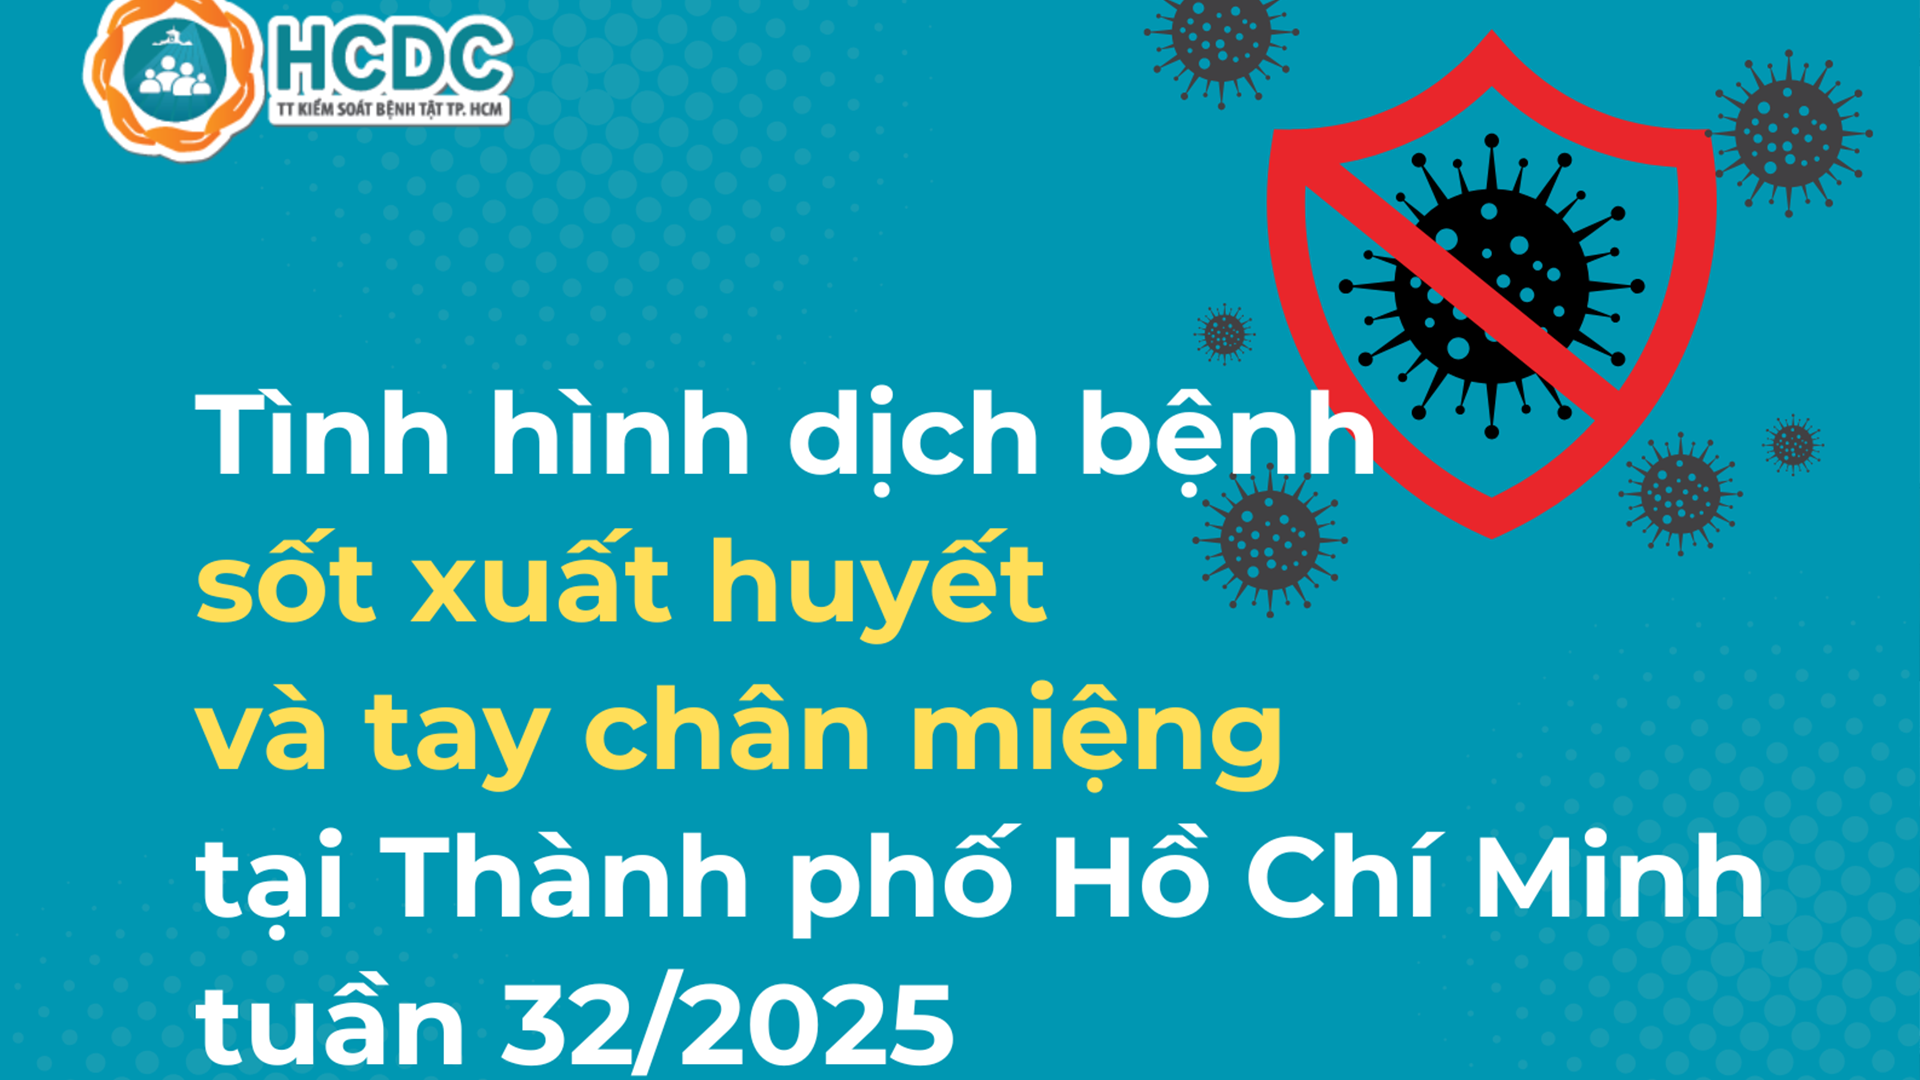 HCDC
TT KIỂM SOÁT BỆNH TẬT TP. HCM
Tình hình dịch bệnh
sốt xuất huyết
và tay chân miệng
tại Thành phố Hồ Chí Minh
tuần 32/2025